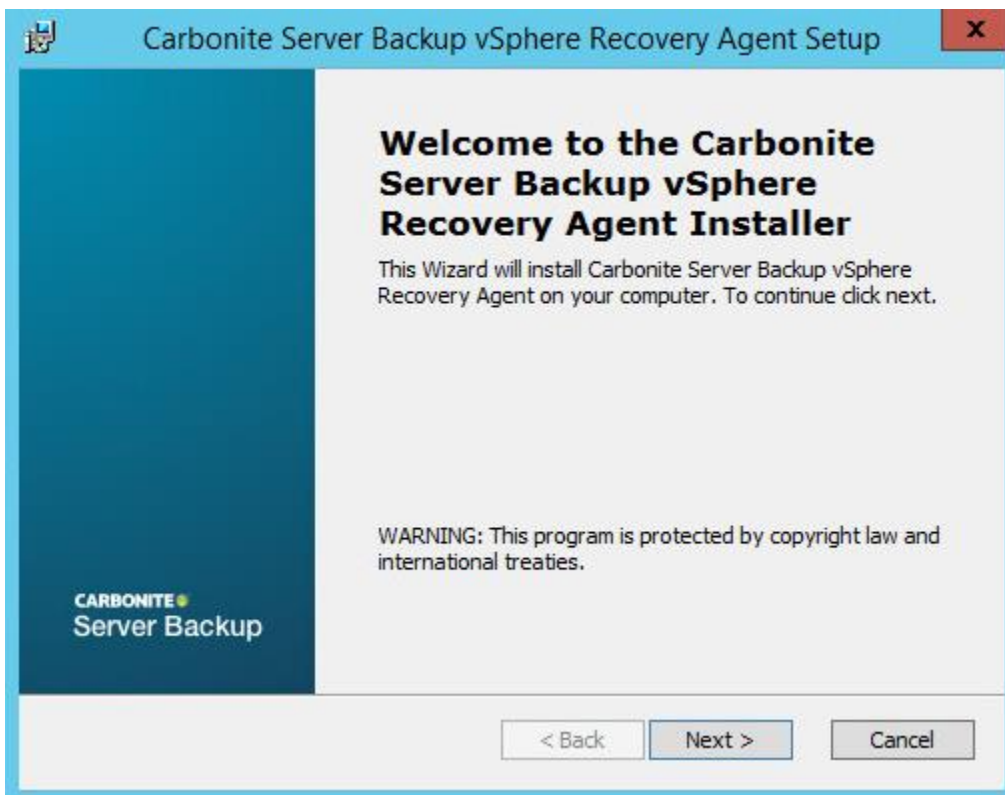 Carbonite Server Backup vSphere Recovery Agent Setup
x
Welcome to the Carbonite
Server Backup vSphere
Recovery Agent Installer
This Wizard will install Carbonite Server Backup vSphere
Recovery Agent on your computer. To continue click next.
WARNING: This program is protected by copyright law and
international treaties.
CARBONITE
Server Backup
< Back
Next >
Cancel